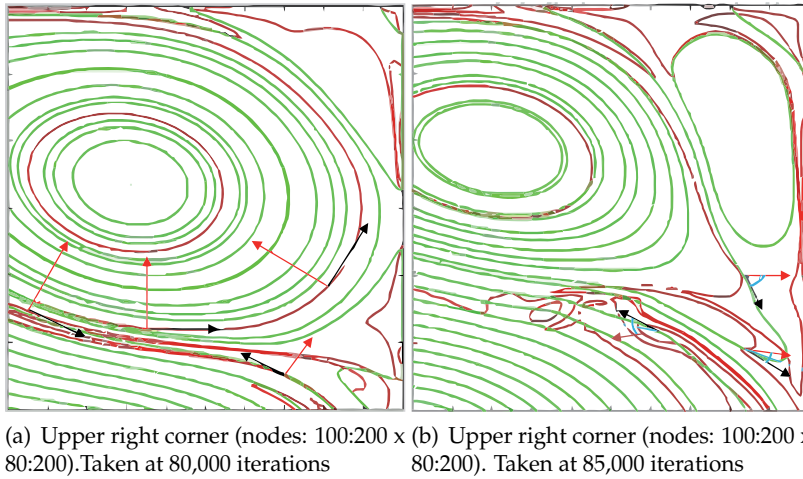 (a) Upper right corner (nodes: 100:200 x
80:200).Taken at 80,000 iterations
(b) Upper right corner (nodes: 100:200 x
80:200). Taken at 85,000 iterations